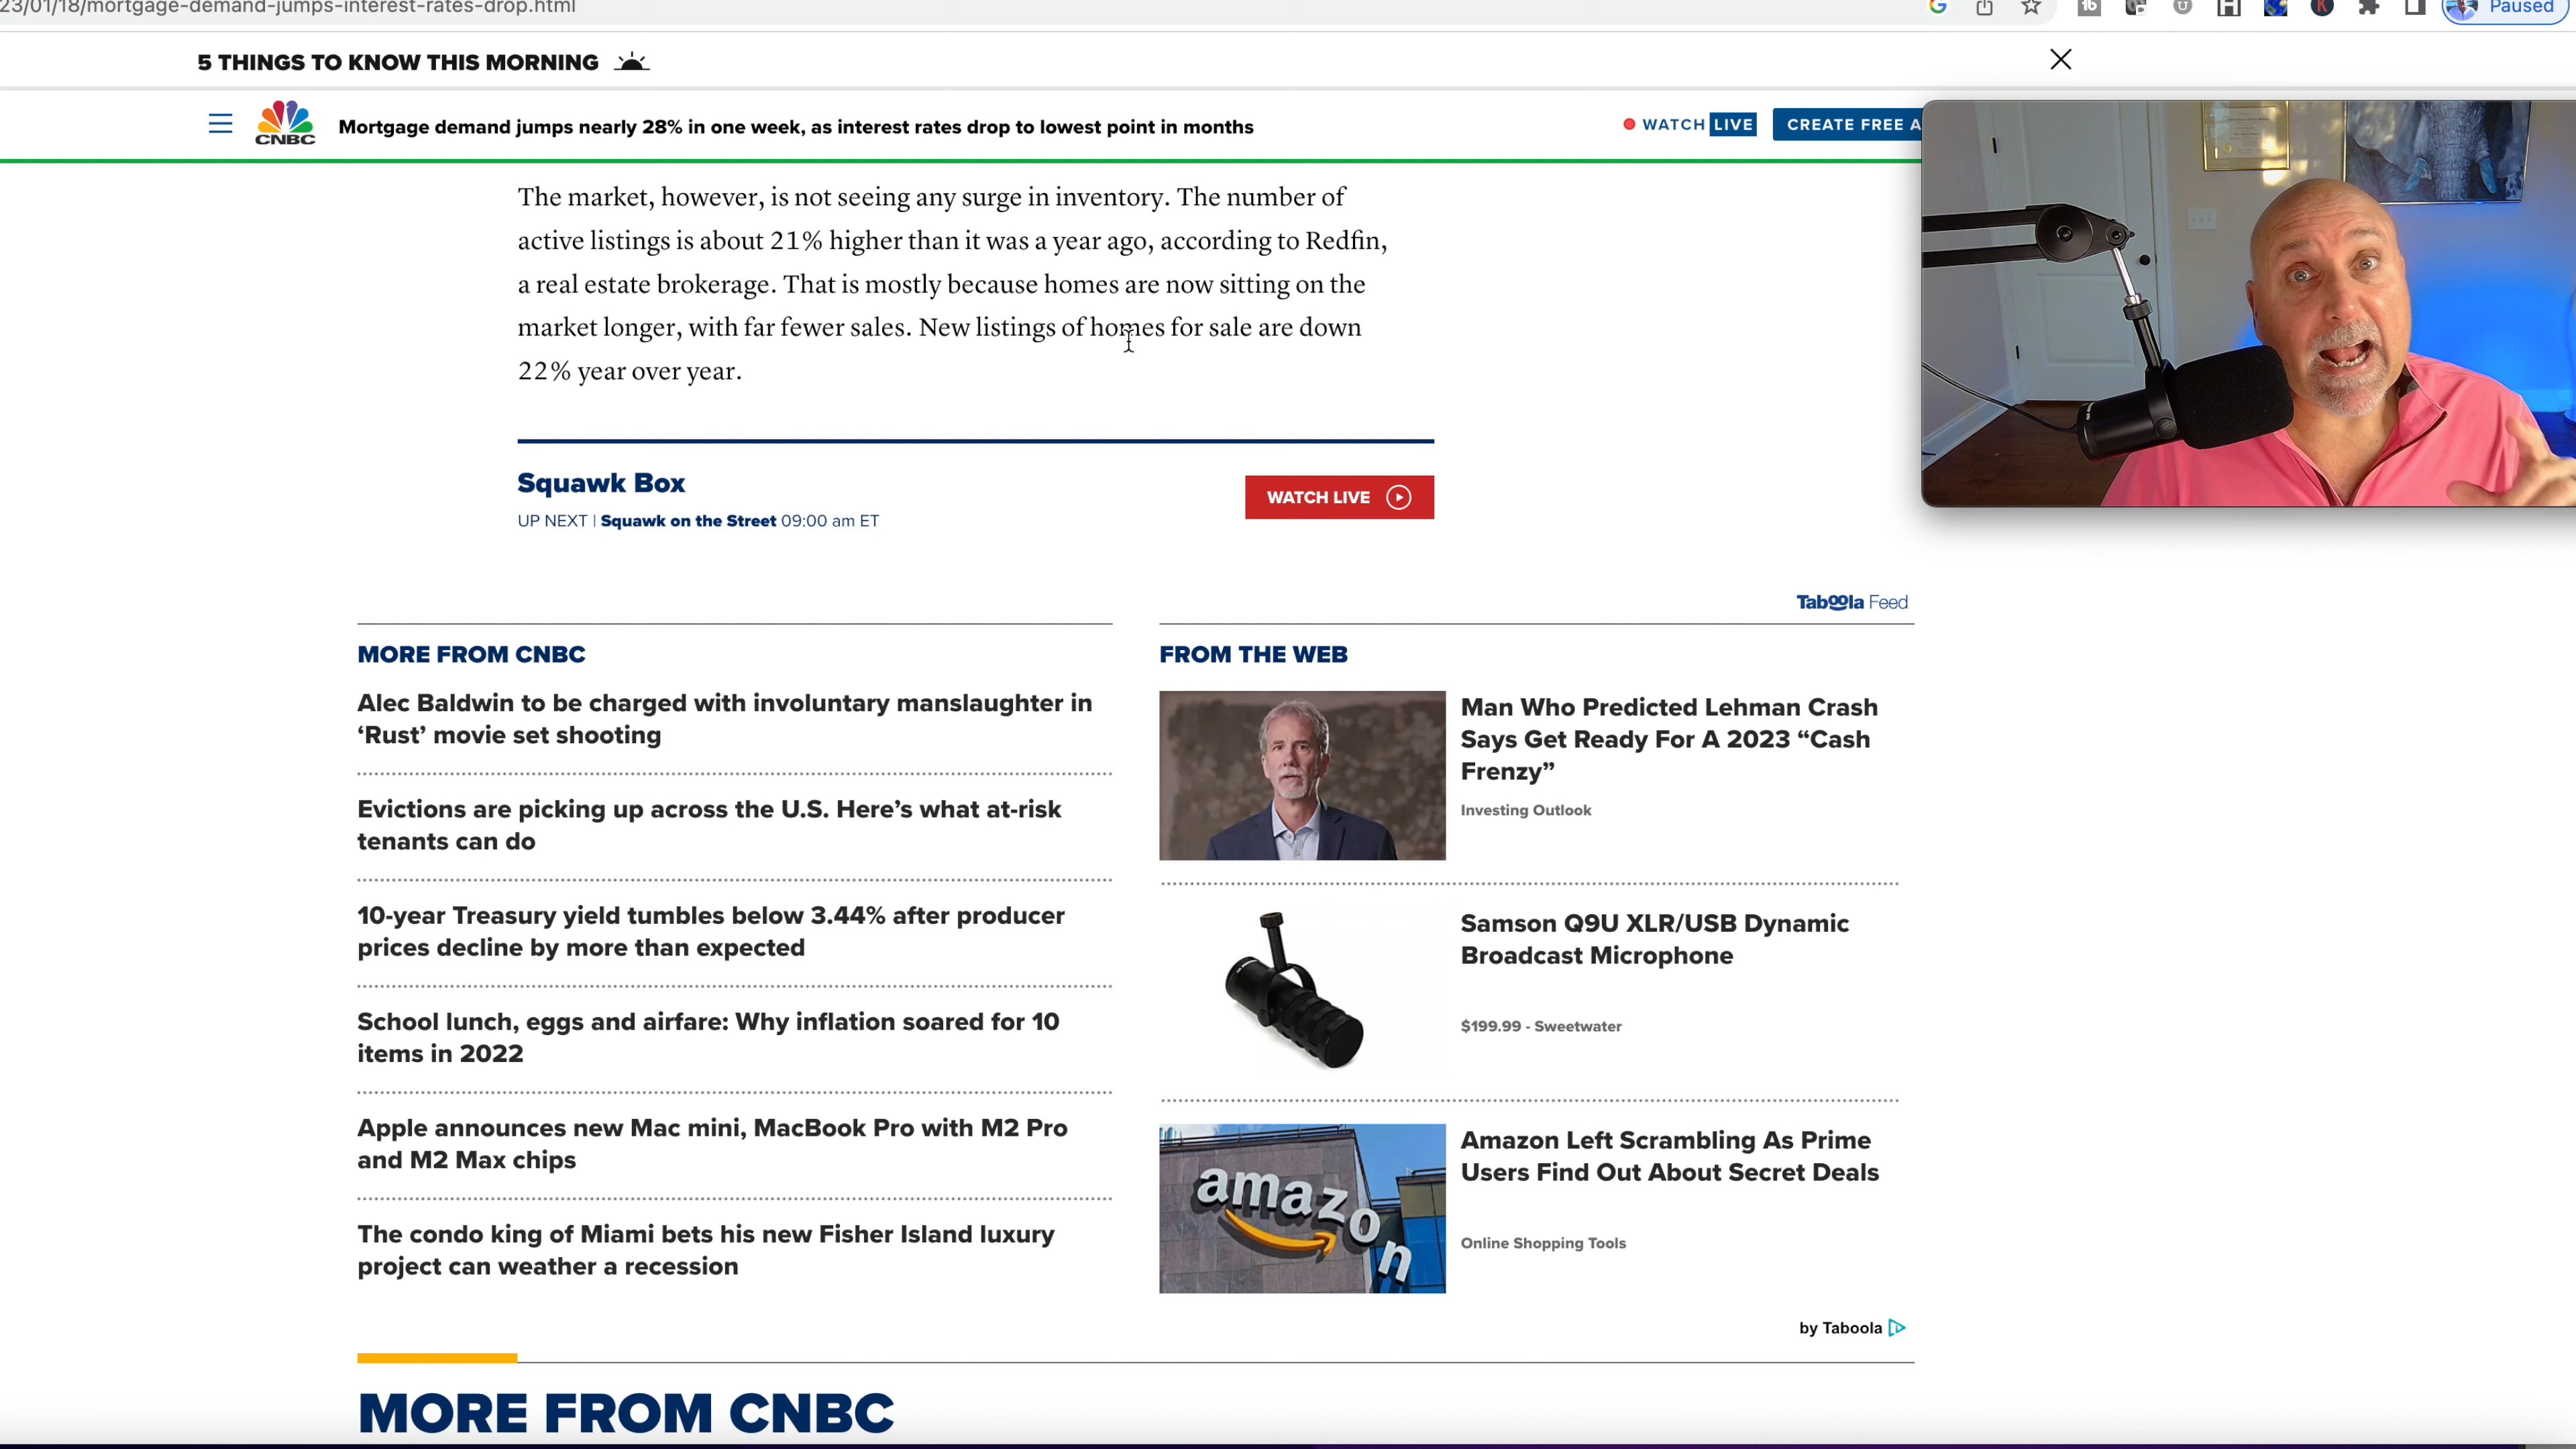 23/01/18/mortgage-demand-jumps-interest-rates-drop.html
Paused
5 THINGS TO KNOW THIS MORNING
CNBC
Mortgage demand jumps nearly 28% in one week, as interest rates drop to lowest point in months
WATCH LIVE
CREATE FREE A
The market, however, is not seeing any surge in inventory. The number of
active listings is about 21% higher than it was a year ago, according to Redfin,
a real estate brokerage. That is mostly because homes are now sitting on the
market longer, with far fewer sales. New listings of homes for sale are down
22% year over year.
Squawk Box
UP NEXT | Squawk on the Street 09:00 am ET
WATCH LIVE
Taboola Feed
MORE FROM CNBC
Alec Baldwin to be charged with involuntary manslaughter in
‘Rust’ movie set shooting
Evictions are picking up across the U.S. Here’s what at-risk
tenants can do
10-year Treasury yield tumbles below 3.44% after producer
prices decline by more than expected
School lunch, eggs and airfare: Why inflation soared for 10
items in 2022
Apple announces new Mac mini, MacBook Pro with M2 Pro
and M2 Max chips
The condo king of Miami bets his new Fisher Island luxury
project can weather a recession
FROM THE WEB
Man Who Predicted Lehman Crash
Says Get Ready For A 2023 “Cash
Frenzy”
Investing Outlook
Samson Q9U XLR/USB Dynamic
Broadcast Microphone
$199.99 - Sweetwater
amazon
Amazon Left Scrambling As Prime
Users Find Out About Secret Deals
Online Shopping Tools
by Taboola
MORE FROM CNBC